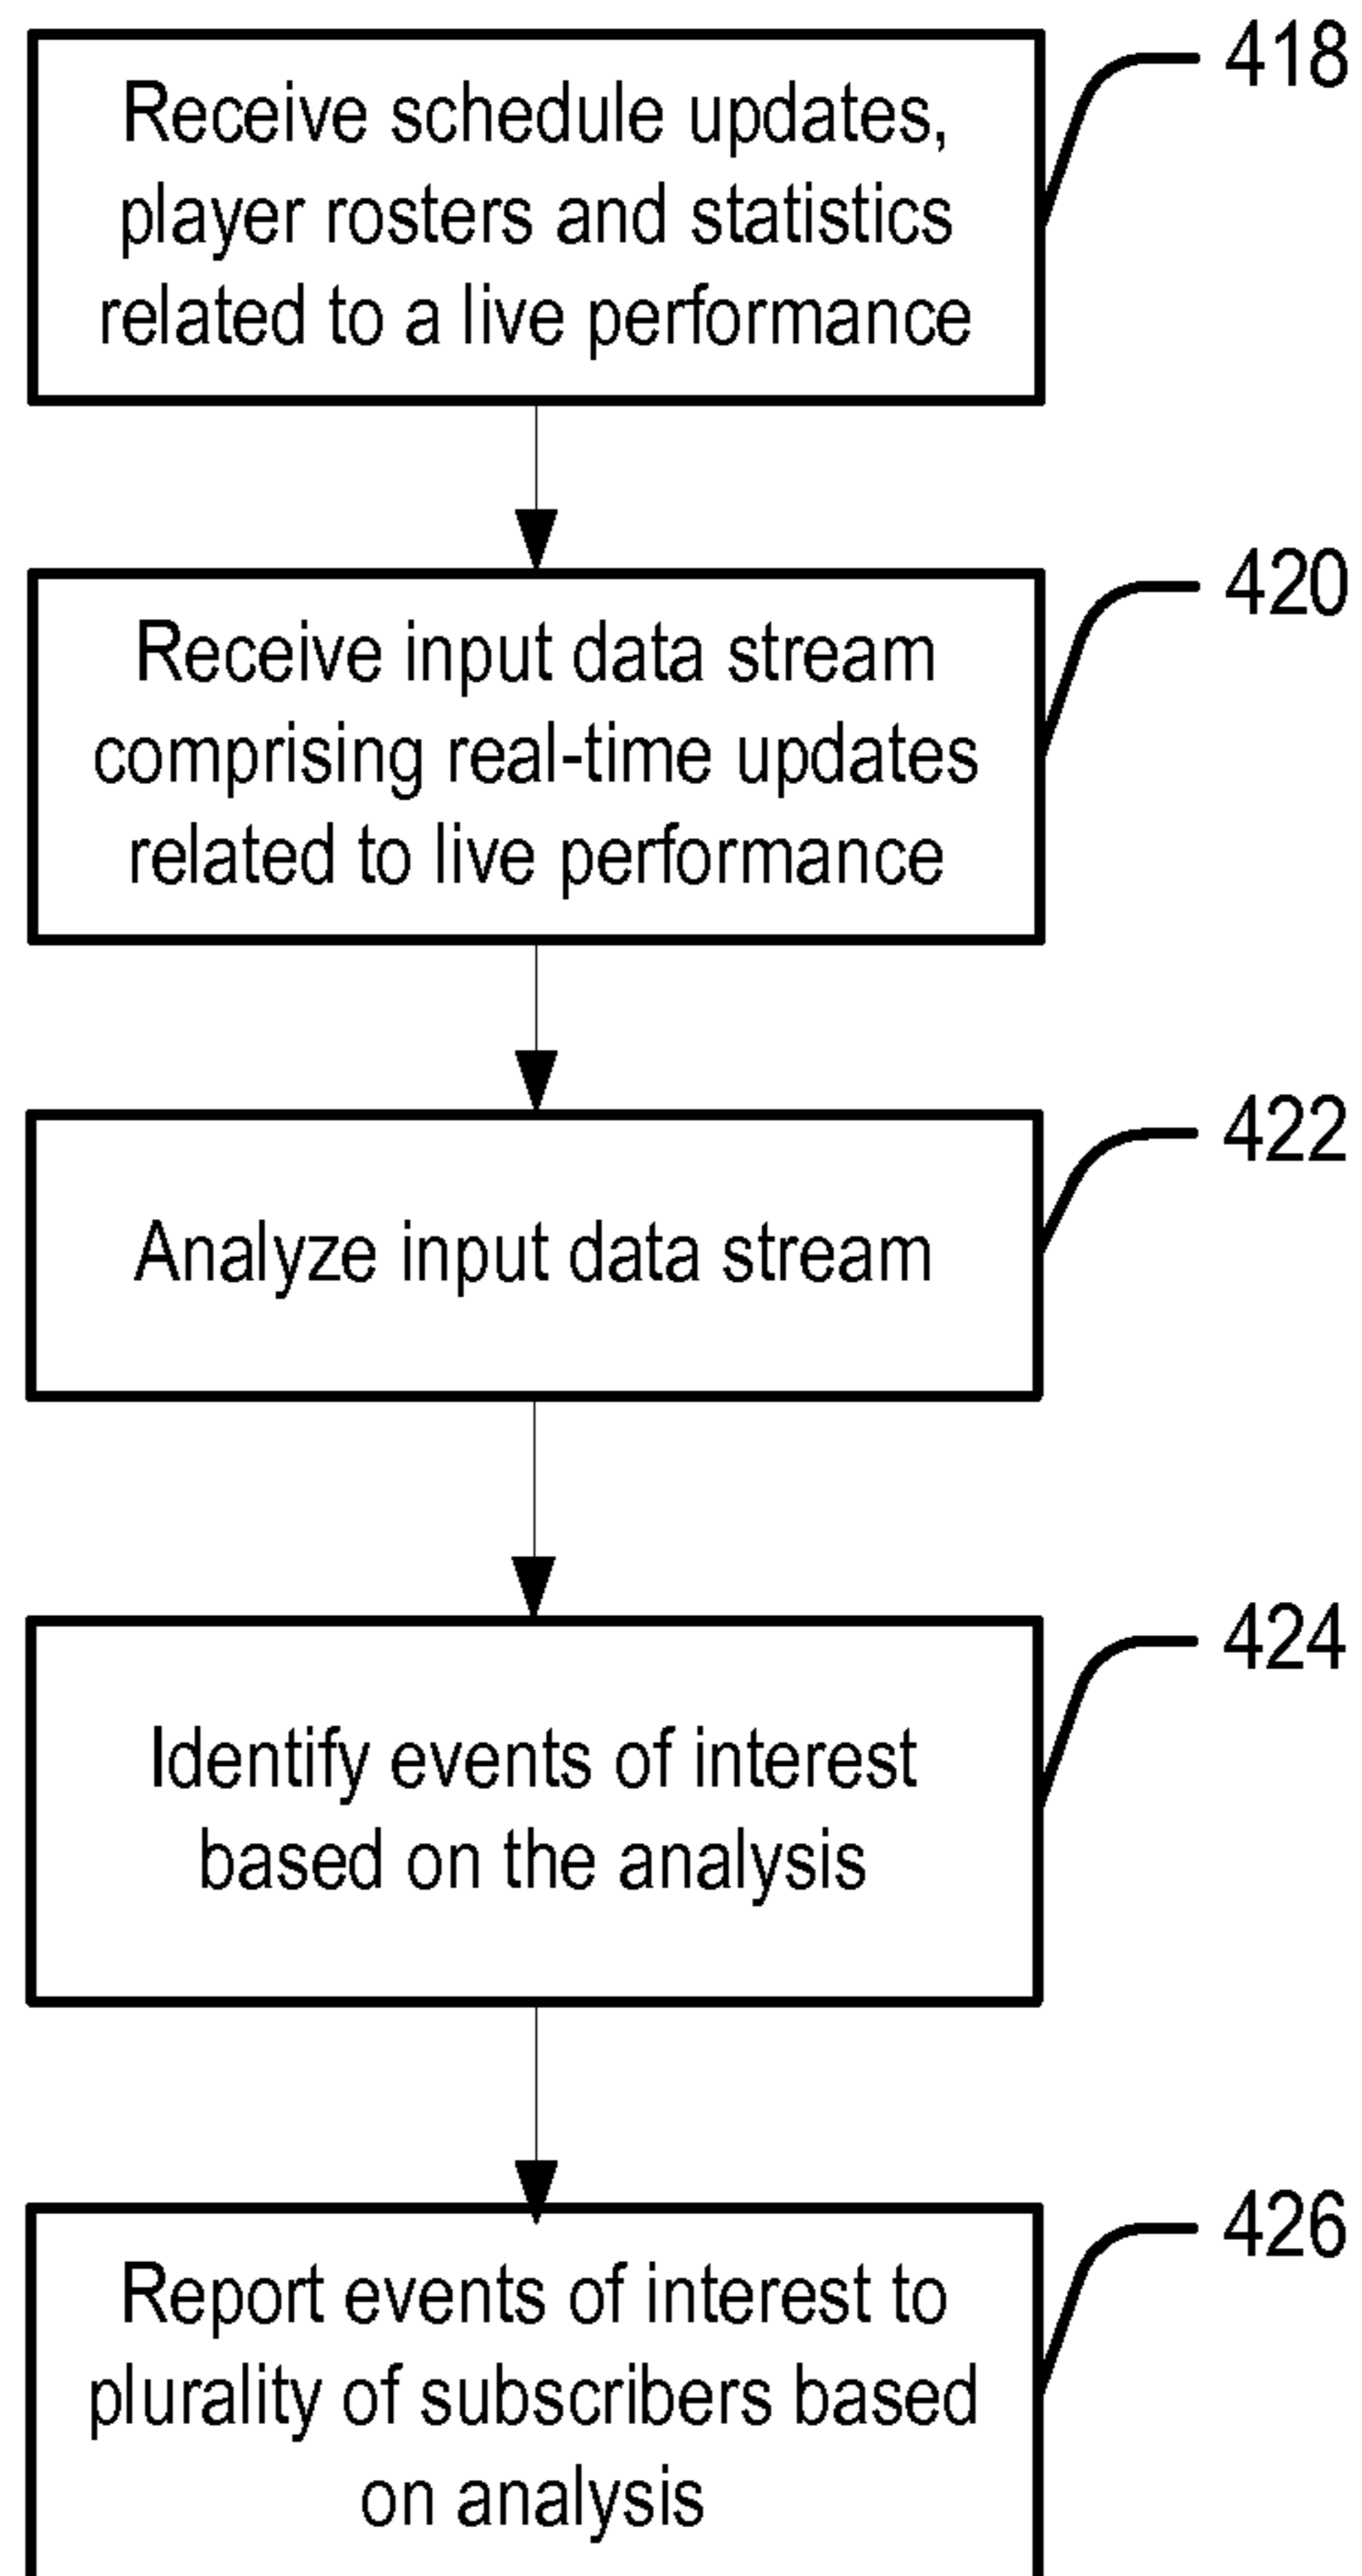 418
Receive schedule updates,
player rosters and statistics
related to a live performance
420
Receive input data stream
comprising real-time updates
related to live performance
422
Analyze input data stream
424
Identify events of interest
based on the analysis
426
Report events of interest to
plurality of subscribers based
on analysis